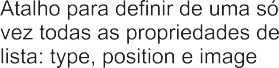 Atalho para definir de uma só
vez todas as propriedades de
lista: type, position e image